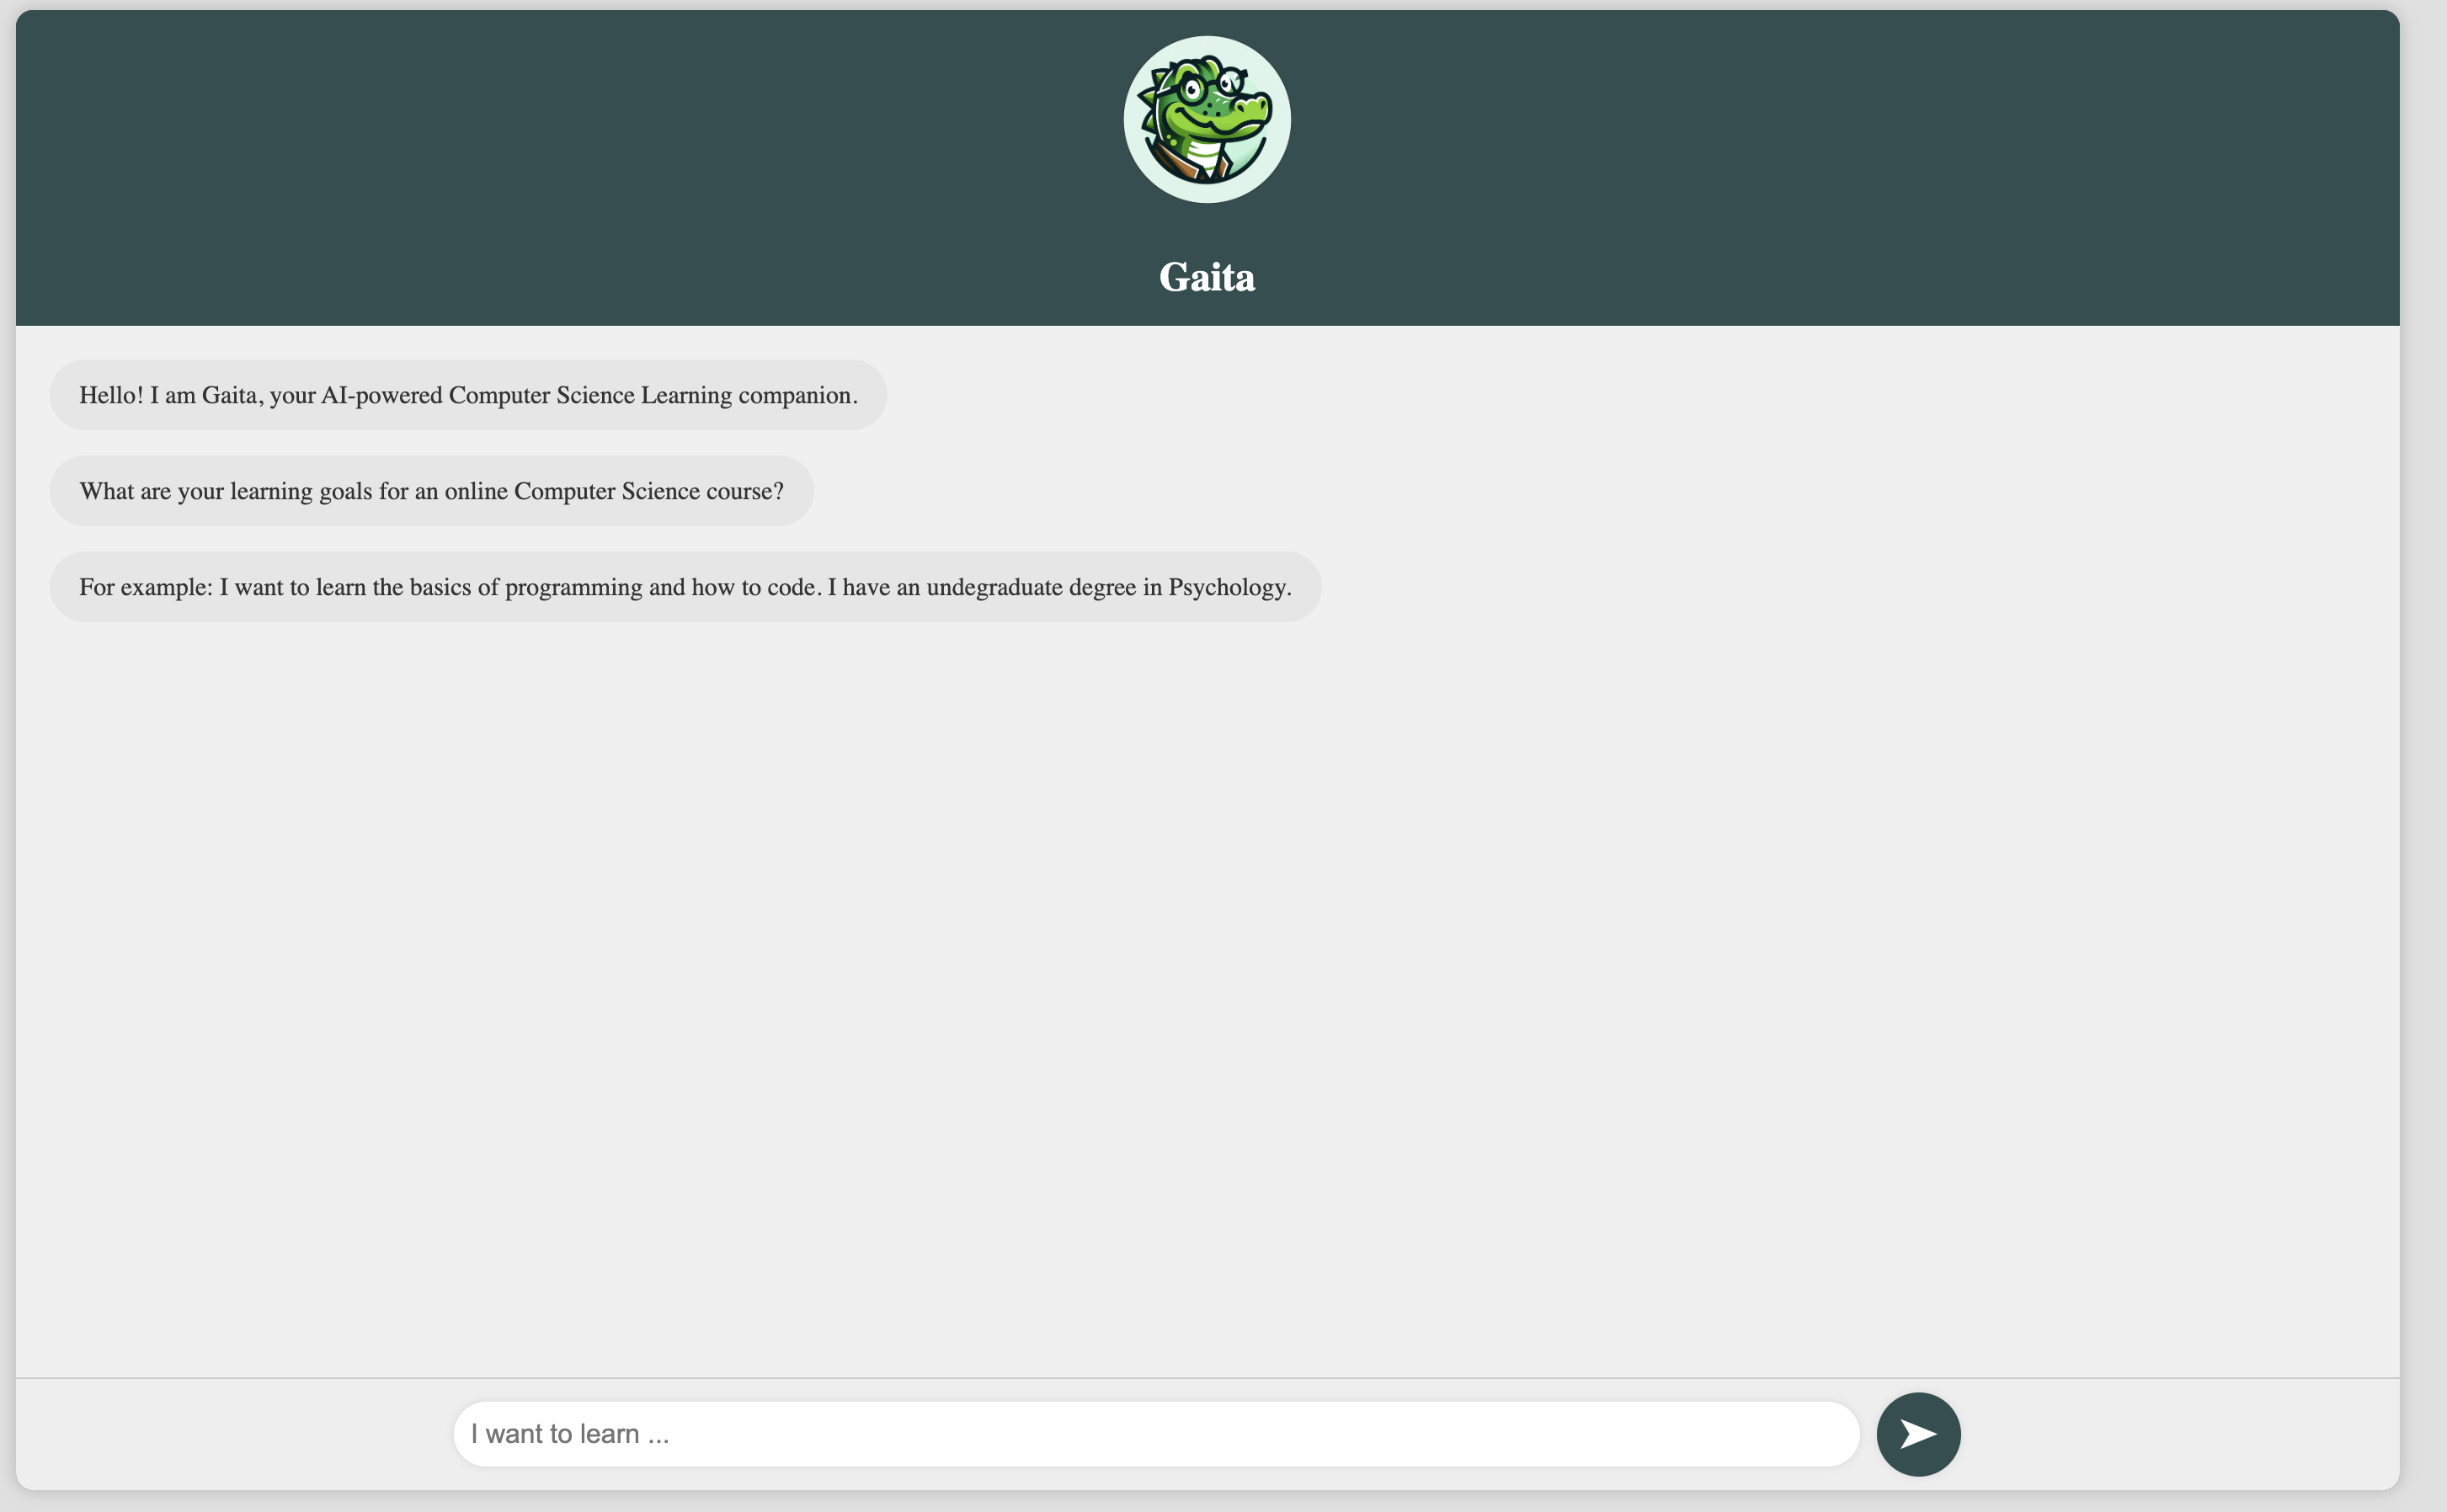 Gaita
Hello! I am Gaita, your AI-powered Computer Science Learning companion.
What are your learning goals for an online Computer Science course?
For example: I want to learn the basics of programming and how to code. I have an undegraduate degree in Psychology.
I want to learn ...